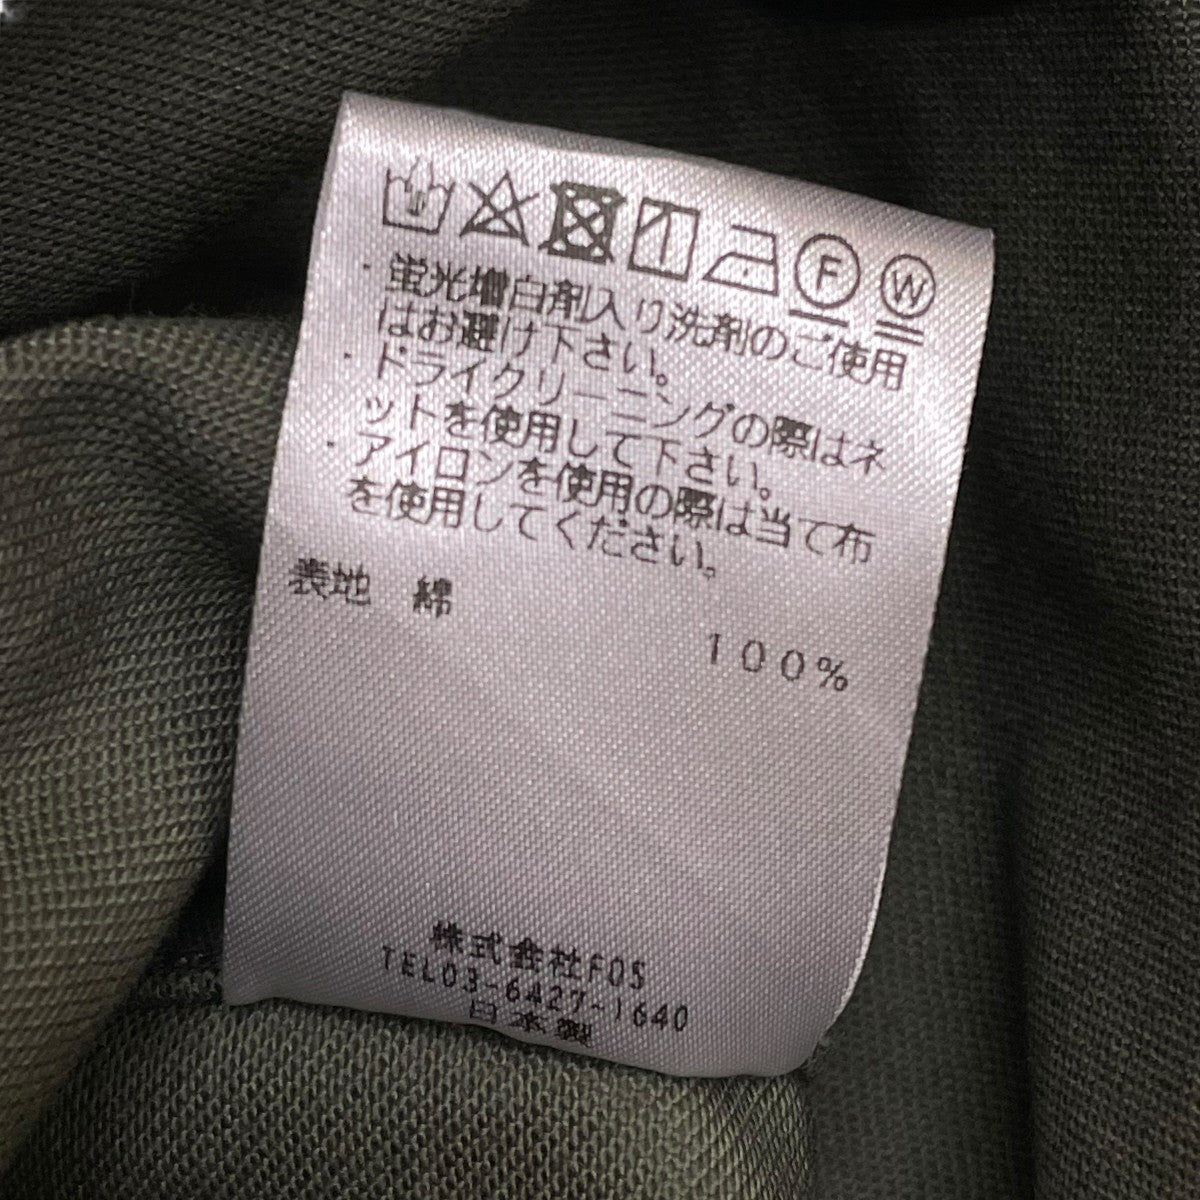 F W
・蛍光増白剤入り洗剤のご使用
はお避け下さい。
・ドライクリーニングの際はネ
ットを使用して下さい。
・アイロンを使用の際は当て布
を使用してください。
表地 綿
100%
株式会社FOS
TEL03-6427-1640
日本製